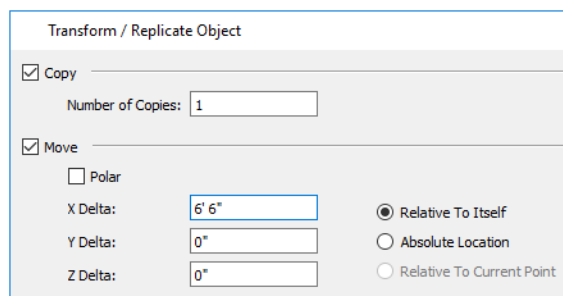 Transform / Replicate Object
Copy
Number of Copies: 1
Move
Polar
X Delta: 6' 6"
Relative To Itself
Y Delta: 0"
Absolute Location
Z Delta: 0"
Relative To Current Point